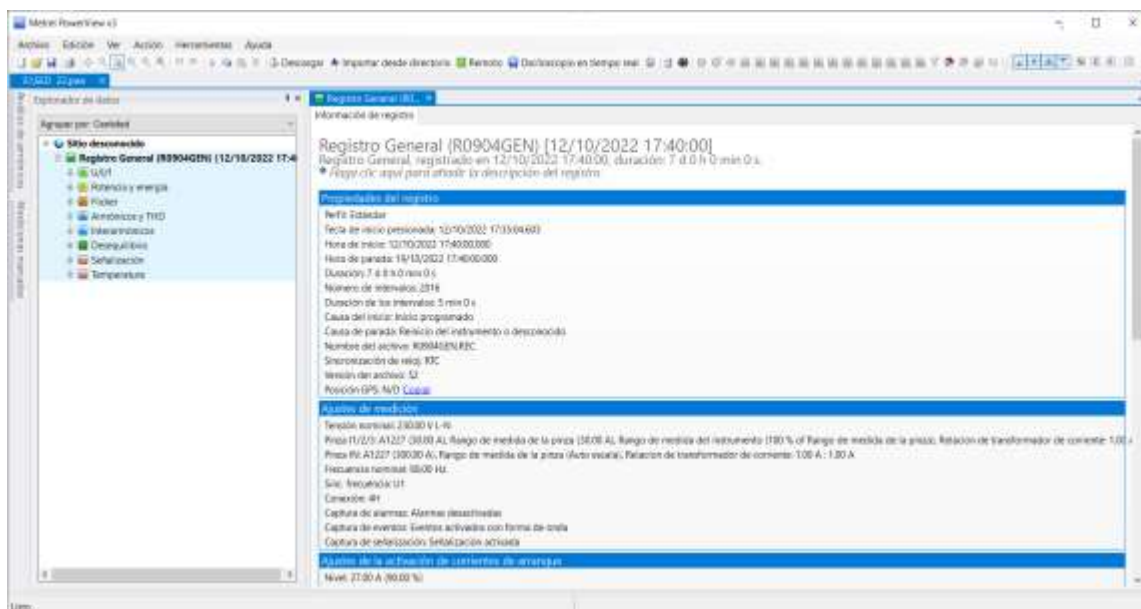 Metrel PowerView v3
Archivo Edición Ver Acción Herramientas Ayuda
Descargar Importar desde directorio Remoto Osciloscopio en tiempo real
Explorador de datos
Agrupar por: Cantidad
Sitio desconocido
Registro General (R0904GEN) [12/10/2022 17:4
U/I/f
Potencia y energía
Flicker
Armónicos y THD
Interarmónicos
Desequilibrio
Señalización
Temperatura
Registro General (R0...
Información de registro
Registro General (R0904GEN) [12/10/2022 17:40:00]
Registro General, registrado en 12/10/2022 17:40:00, duración: 7 d 0 h 0 min 0 s.
Haga clic aquí para añadir la descripción del registro
Propiedades del registro
Perfil: Estándar
Tecla de inicio presionada: 12/10/2022 17:35:04.603
Hora de inicio: 12/10/2022 17:40:00.000
Hora de parada: 19/10/2022 17:40:00.000
Duración: 7 d 0 h 0 min 0 s
Número de intervalos: 2016
Duración de los intervalos: 5 min 0 s
Causa del inicio: Inicio programado
Causa de parada: Reinicio del instrumento o desconocido
Nombre del archivo: R0904GEN.REC
Sincronización de reloj: RTC
Versión del archivo: 12
Posición GPS: N/D Copiar
Ajustes de medición
Tensión nominal: 230.00 V L-N
Pinza I1/2/3: A1227 (30.00 A), Rango de medida de la pinza (30.00 A), Rango de medida del instrumento (100 % of Rango de medida de la pinza), Relación de transformador de corriente: 1.00
Pinza IN: A1227 (300.00 A), Rango de medida de la pinza (Auto escala), Relación de transformador de corriente: 1.00 A : 1.00 A
Frecuencia nominal: 60.00 Hz
Sinc. frecuencia: U1
Conexión: 4H
Captura de alarmas: Alarmas desactivadas
Captura de eventos: Eventos activados con forma de onda
Captura de señalización: Señalización activada
Ajustes de la activación de corrientes de arranque
Nivel: 27.00 A (90.00 %)